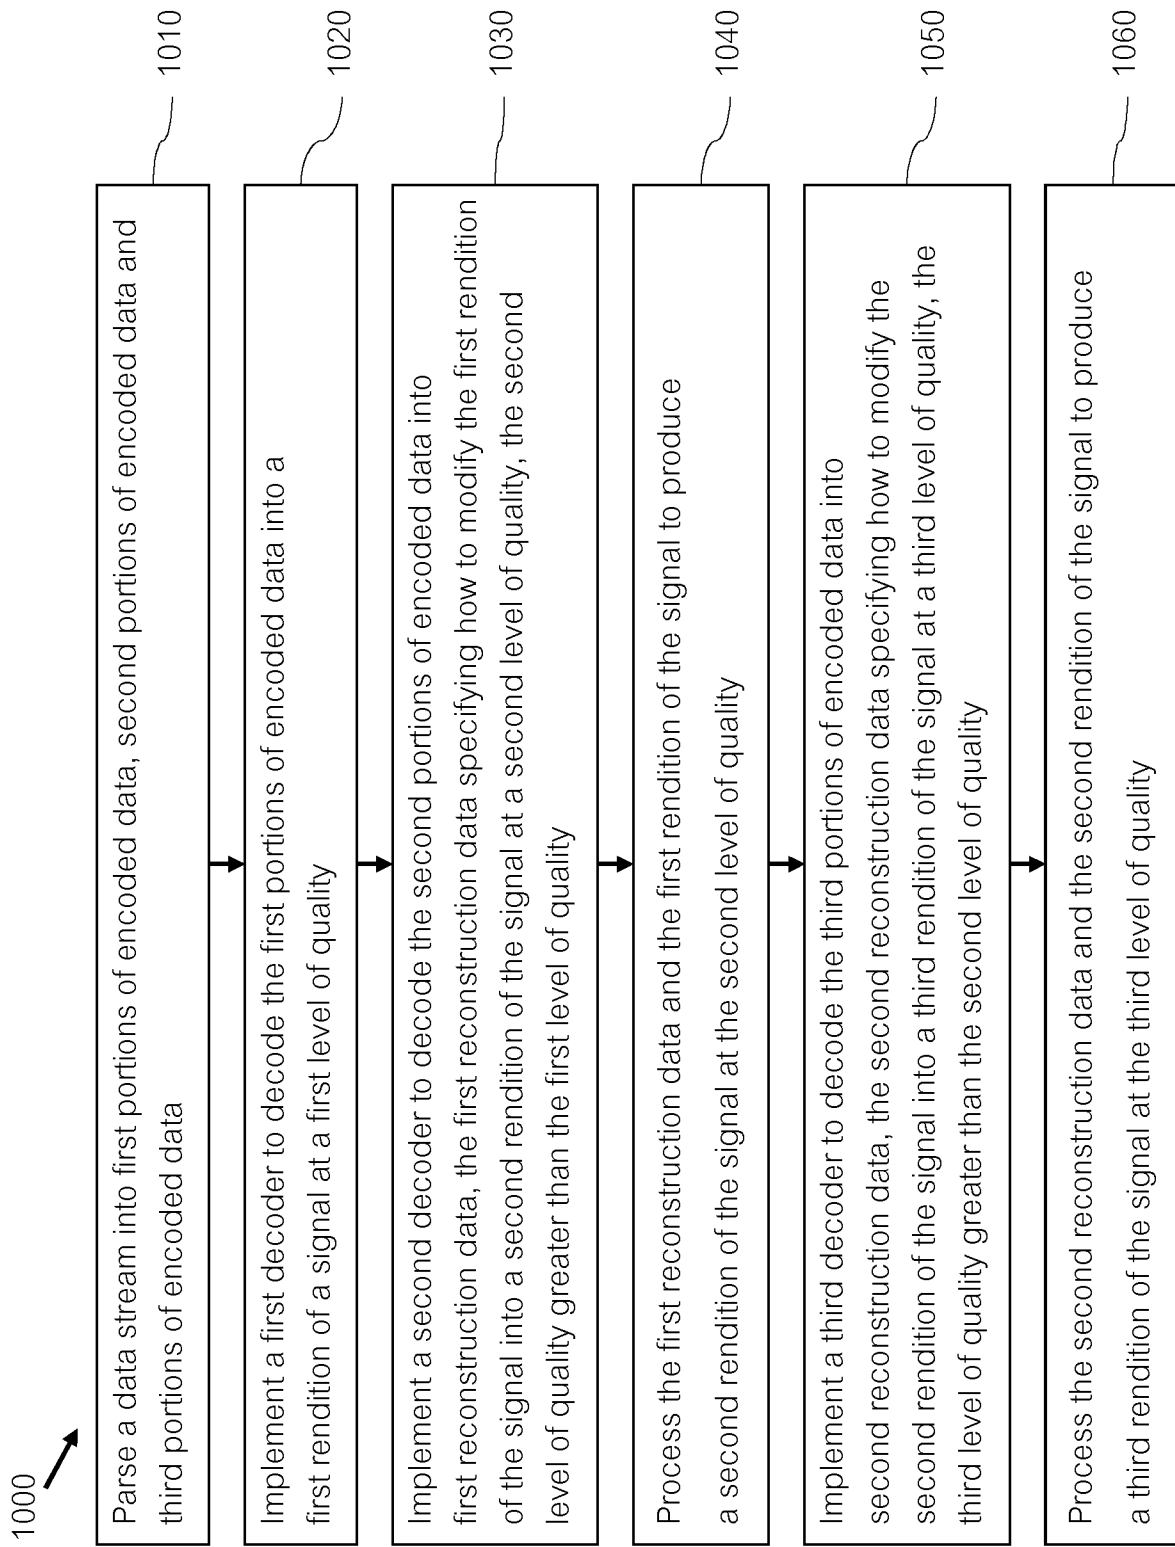 1000
Parse a data stream into first portions of encoded data, second portions of encoded data and
third portions of encoded data
1010
Implement a first decoder to decode the first portions of encoded data into a
first rendition of a signal at a first level of quality
1020
Implement a second decoder to decode the second portions of encoded data into
first reconstruction data, the first reconstruction data specifying how to modify the first rendition
of the signal into a second rendition of the signal at a second level of quality, the second
level of quality greater than the first level of quality
1030
Process the first reconstruction data and the first rendition of the signal to produce
a second rendition of the signal at the second level of quality
1040
Implement a third decoder to decode the third portions of encoded data into
second reconstruction data, the second reconstruction data specifying how to modify the
second rendition of the signal into a third rendition of the signal at a third level of quality, the
third level of quality greater than the second level of quality
1050
Process the second reconstruction data and the second rendition of the signal to produce
a third rendition of the signal at the third level of quality
1060